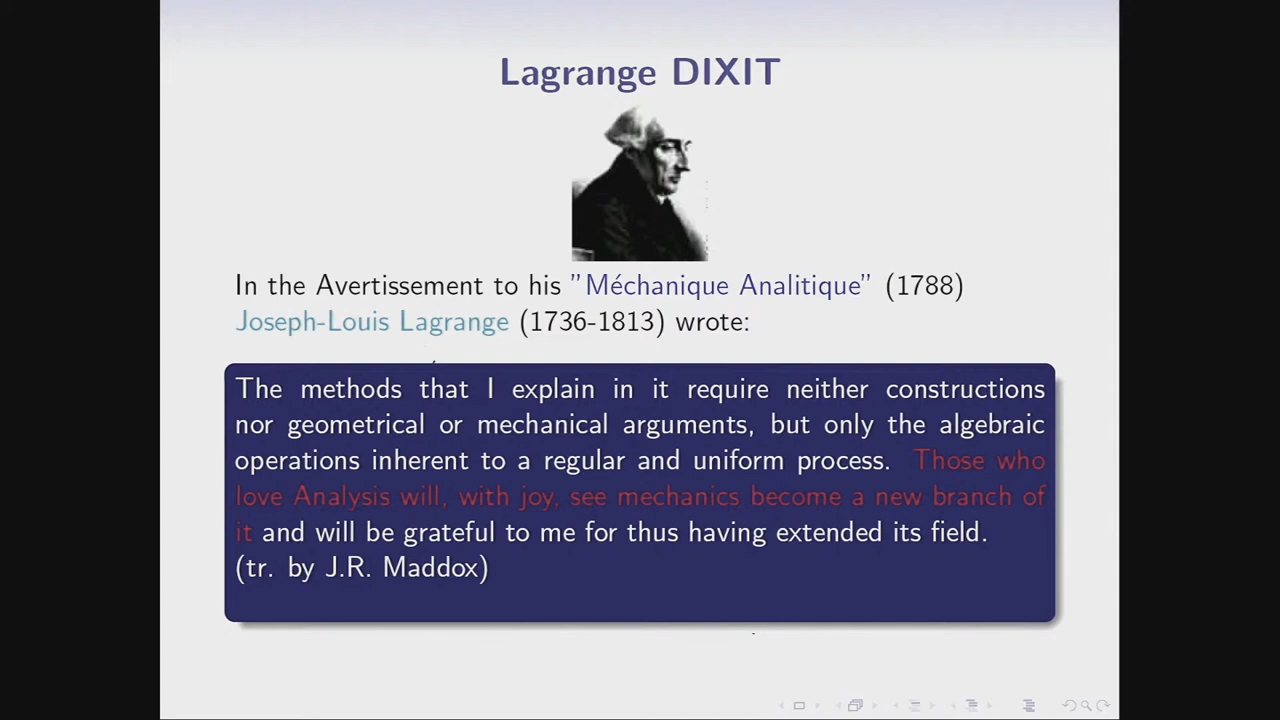 Lagrange DIXIT
In the Avertissement to his ”Méchanique Analitique” (1788)
Joseph-Louis Lagrange (1736-1813) wrote:
The methods that I explain in it require neither constructions
nor geometrical or mechanical arguments, but only the algebraic
operations inherent to a regular and uniform process. Those who
love Analysis will, with joy, see mechanics become a new branch of
it and will be grateful to me for thus having extended its field.
(tr. by J.R. Maddox)